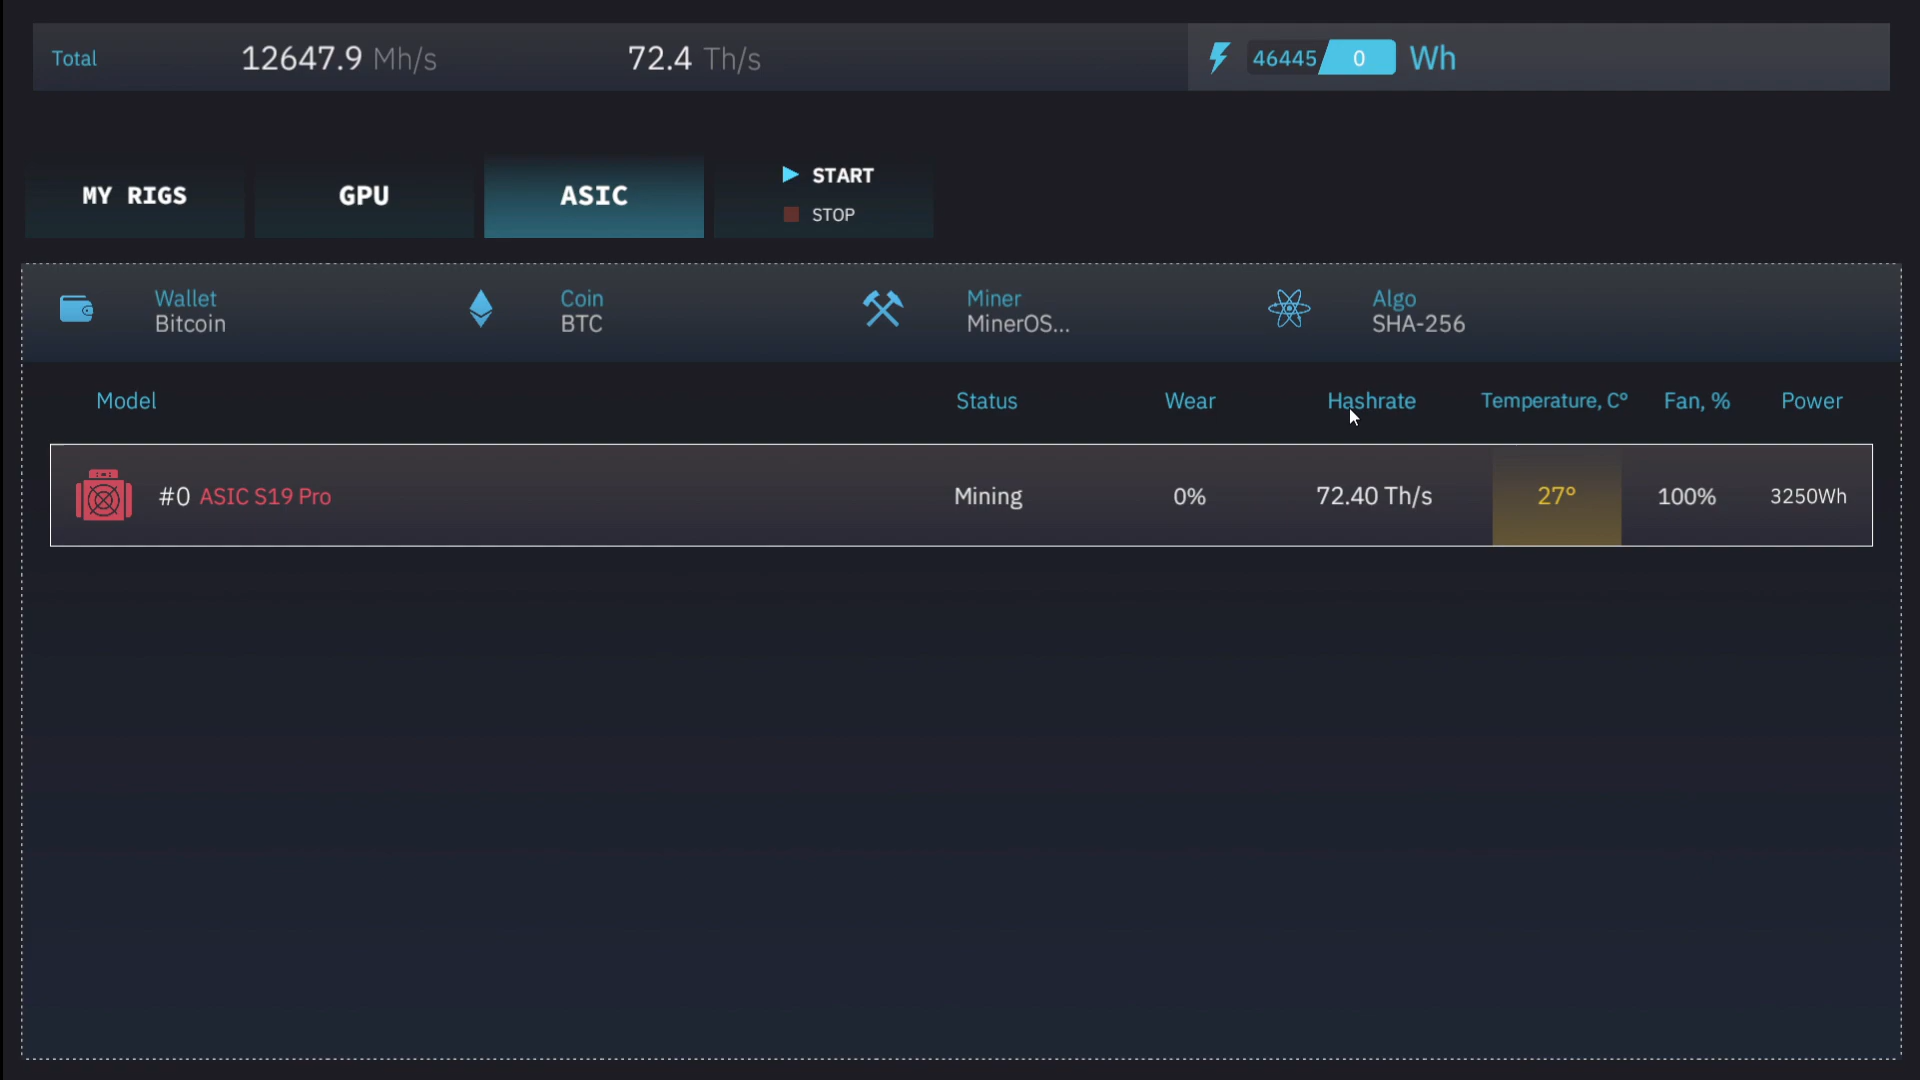 Total 12647.9 Mh/s 72.4 Th/s 46445 0 Wh
MY RIGS GPU ASIC START
STOP
Wallet Coin Miner Algo
Bitcoin BTC MinerOS... SHA-256
Model Status Wear Hashrate Temperature, C° Fan, % Power
#0 ASIC S19 Pro Mining 0% 72.40 Th/s 27° 100% 3250Wh